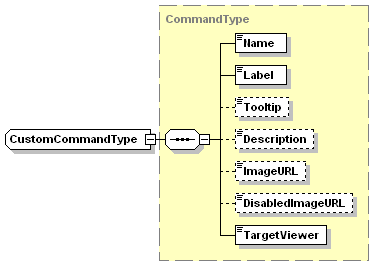 CommandType
Name
Label
Tooltip
CustomCommandType
Description
ImageURL
DisabledImageURL
TargetViewer